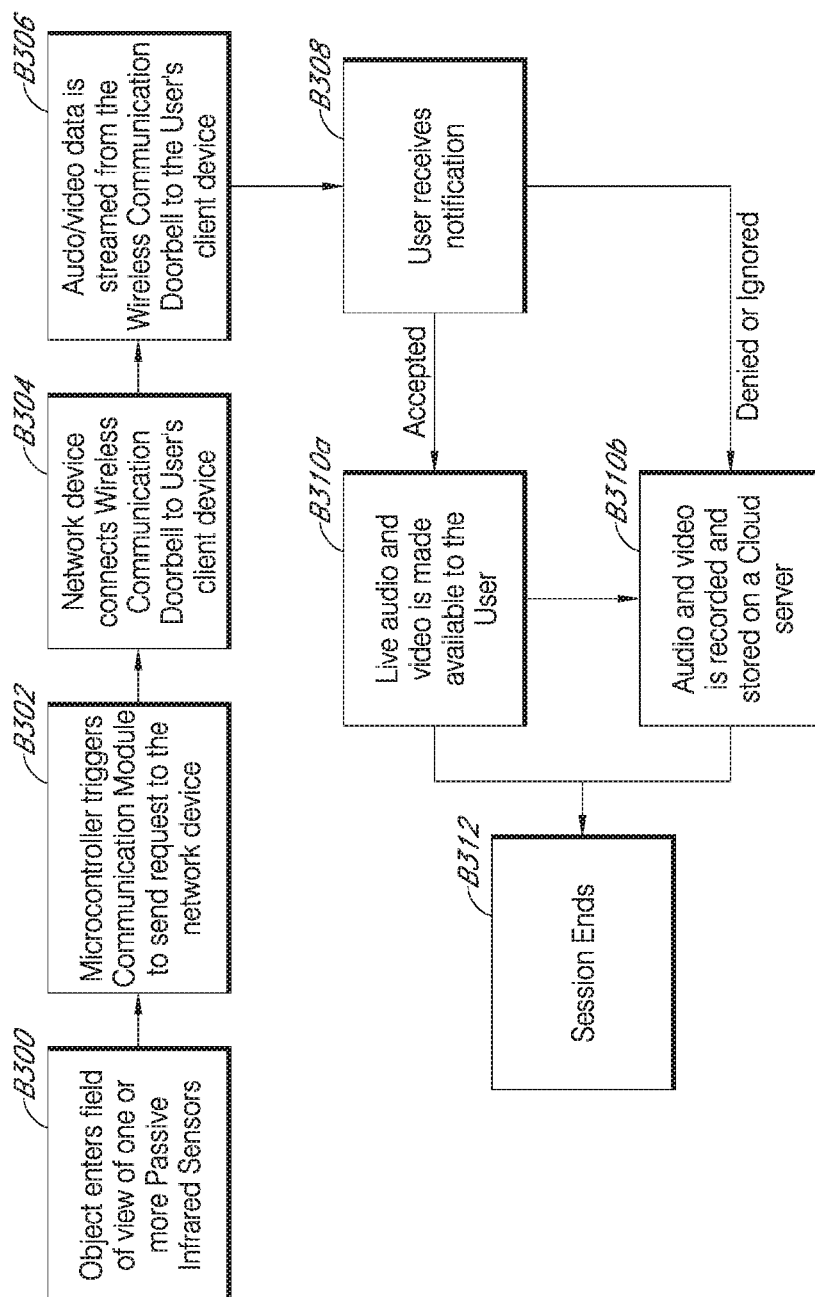 B300
Object enters field
of view of one or
more Passive
Infrared Sensors
B302
Microcontroller triggers
Communication Module
to send request to the
network device
B304
Network device
connects Wireless
Communication
Doorbell to User's
client device
B306
Audo/video data is
streamed from the
Wireless Communication
Doorbell to the User's
client device
B308
User receives
notification
Accepted
Denied or Ignored
B310a
Live audio and
video is made
available to the
User
B310b
Audio and video
is recorded and
stored on a Cloud
server
B312
Session Ends